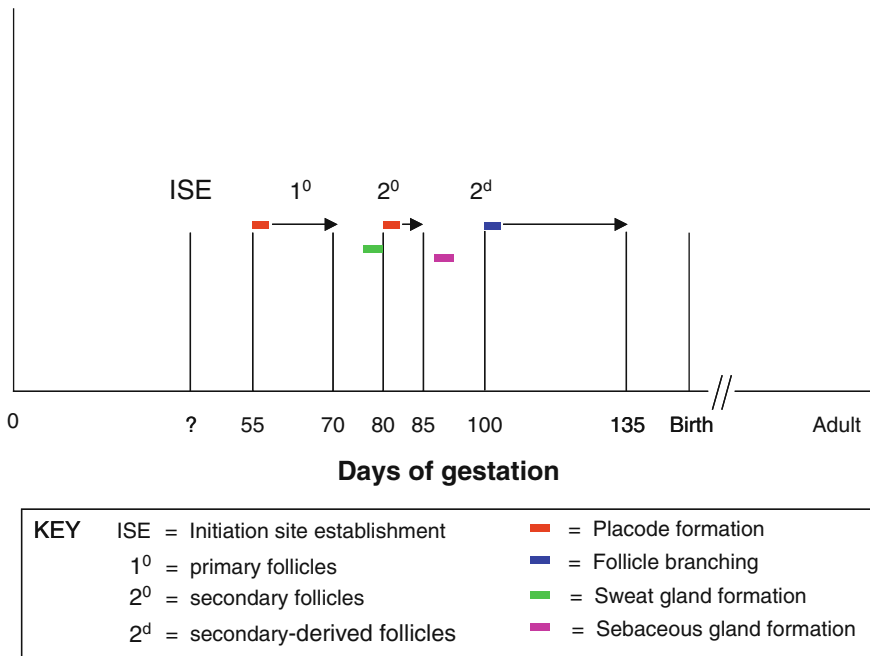 ISE 1⁰ 2⁰ 2ᵈ
0 ? 55 70 80 85 100 135 Birth Adult
Days of gestation
KEY ISE = Initiation site establishment
1⁰ = primary follicles
2⁰ = secondary follicles
2ᵈ = secondary-derived follicles
= Placode formation
= Follicle branching
= Sweat gland formation
= Sebaceous gland formation